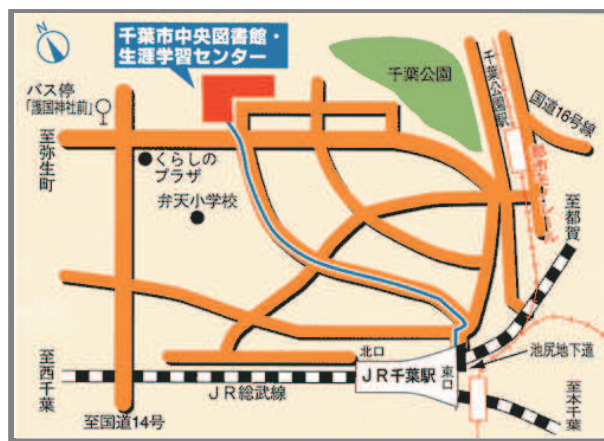 千葉市中央図書館・
生涯学習センター
千葉公園
千葉公園駅
国道16号線
バス停
「護国神社前」
至弥生町
くらしの
プラザ
弁天小学校
都市モノレール
至都賀
北口
JR千葉駅
東口
池尻地下道
至西千葉
JR総武線
至国道14号
至本千葉